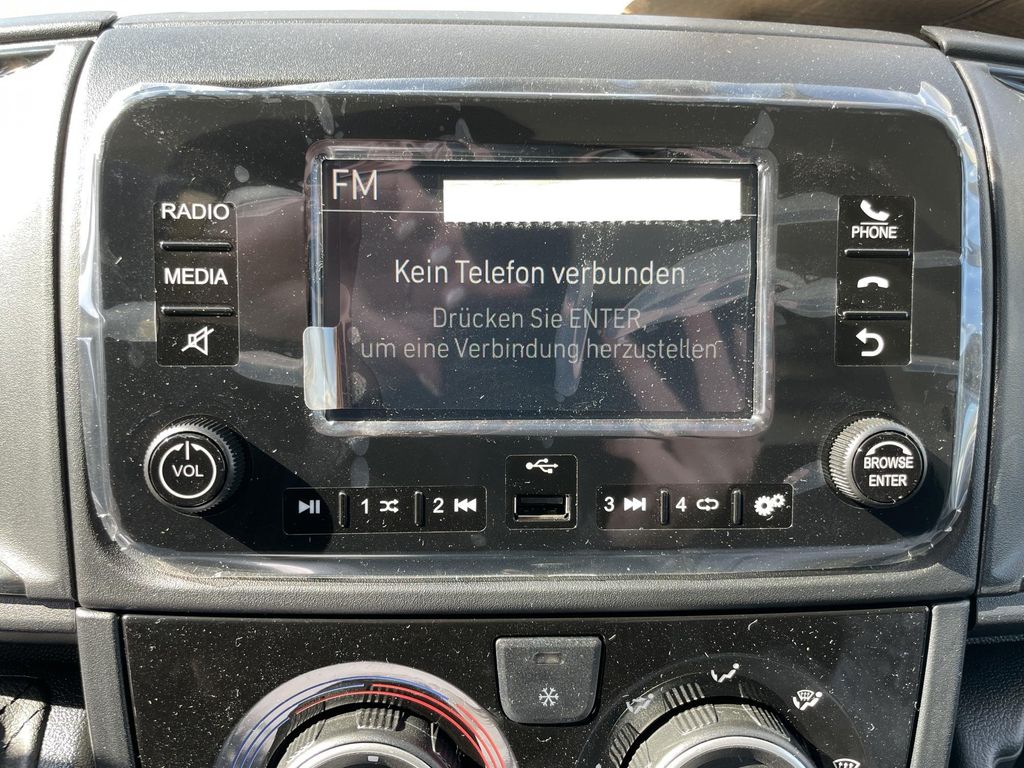 FM
RADIO
MEDIA
Kein Telefon verbunden
Drücken Sie ENTER,
um eine Verbindung herzustellen
PHONE
VOL
BROWSE
ENTER
1
2
3
4